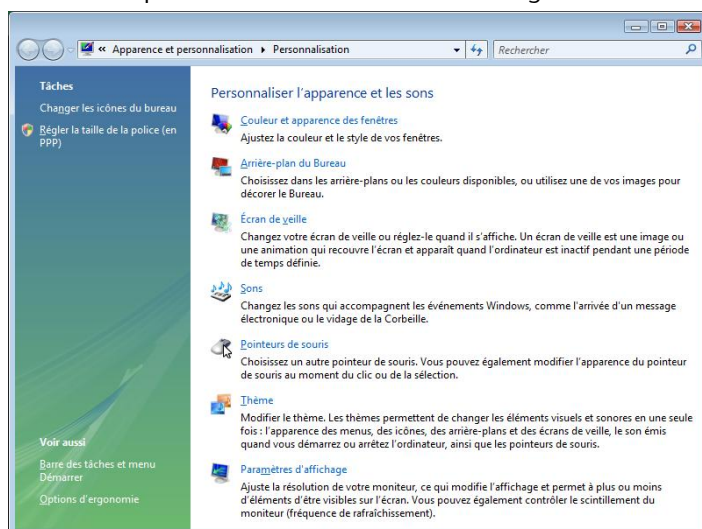 « Apparence et personnalisation ▸ Personnalisation
Rechercher
Tâches
Changer les icônes du bureau
Régler la taille de la police (en
PPP)
Voir aussi
Barre des tâches et menu
Démarrer
Options d'ergonomie
Personnaliser l'apparence et les sons
Couleur et apparence des fenêtres
Ajustez la couleur et le style de vos fenêtres.
Arrière-plan du Bureau
Choisissez dans les arrière-plans ou les couleurs disponibles, ou utilisez une de vos images pour
décorer le Bureau.
Écran de veille
Changez votre écran de veille ou réglez-le quand il s'affiche. Un écran de veille est une image ou
une animation qui recouvre l'écran et apparaît quand l'ordinateur est inactif pendant une période
de temps définie.
Sons
Changez les sons qui accompagnent les événements Windows, comme l'arrivée d'un message
électronique ou le vidage de la Corbeille.
Pointeurs de souris
Choisissez un autre pointeur de souris. Vous pouvez également modifier l'apparence du pointeur
de souris au moment du clic ou de la sélection.
Thème
Modifier le thème. Les thèmes permettent de changer les éléments visuels et sonores en une seule
fois : l'apparence des menus, des icônes, des arrière-plans et des écrans de veille, le son émis
quand vous démarrez ou arrêtez l'ordinateur, ainsi que les pointeurs de souris.
Paramètres d'affichage
Ajuste la résolution de votre moniteur, ce qui modifie l'affichage et permet à plus ou moins
d'éléments d'être visibles sur l'écran. Vous pouvez également contrôler le scintillement du
moniteur (fréquence de rafraîchissement).